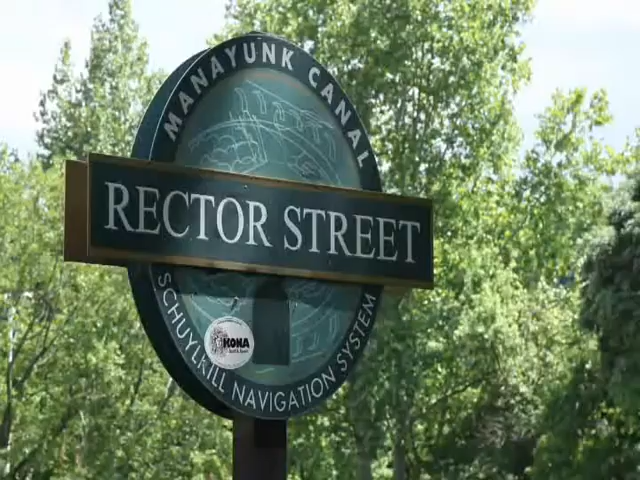 MANAYUNK CANAL
RECTOR STREET
KONA
SCHUYLKILL NAVIGATION SYSTEM